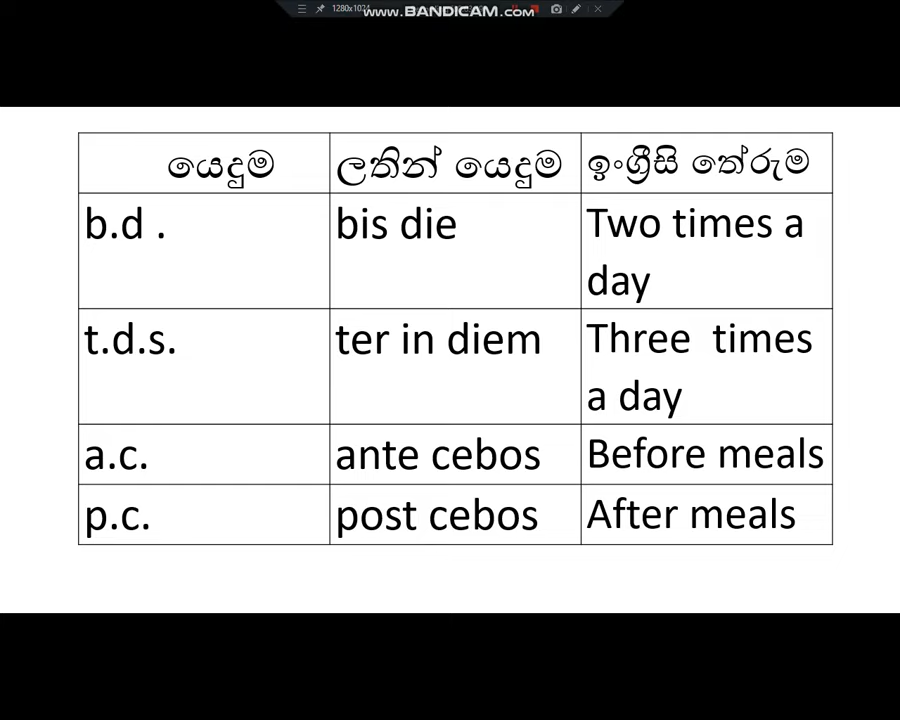 1280x1024
www.BANDICAM.com
යෙදුම ලතින් යෙදුම ඉංග්‍රීසි තේරුම
b.d . bis die Two times a
day
t.d.s. ter in diem Three times
a day
a.c. ante cebos Before meals
p.c. post cebos After meals